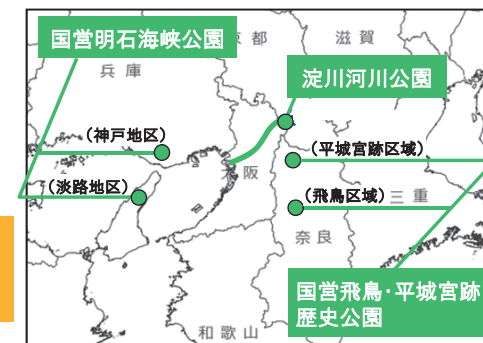 国営明石海峡公園
京都
滋賀
兵庫
淀川河川公園
(神戸地区)
(平城宮跡区域)
大阪
(淡路地区)
(飛鳥区域)
三重
奈良
国営飛鳥・平城宮跡
歴史公園
和歌山